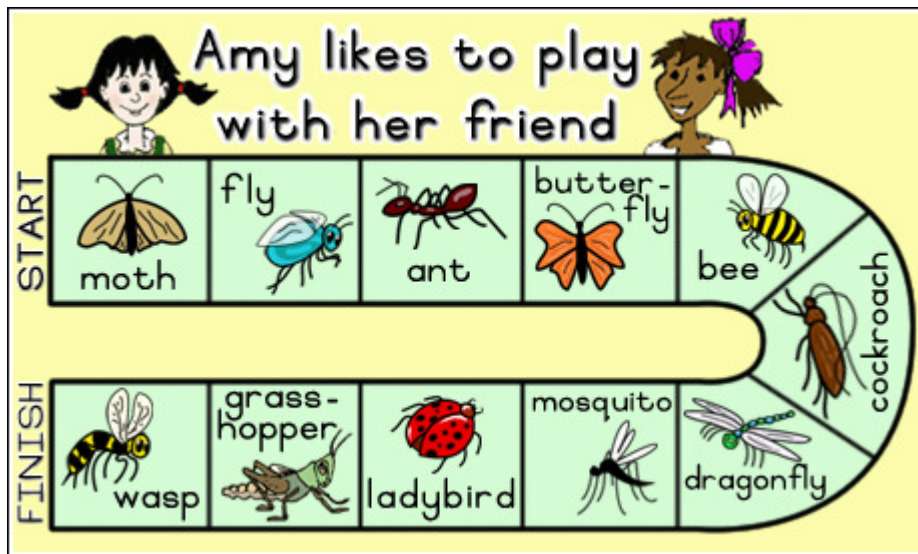 Amy likes to play
with her friend
START
moth
fly
ant
butter-
fly
bee
cockroach
dragonfly
mosquito
ladybird
grass-
hopper
wasp
FINISH